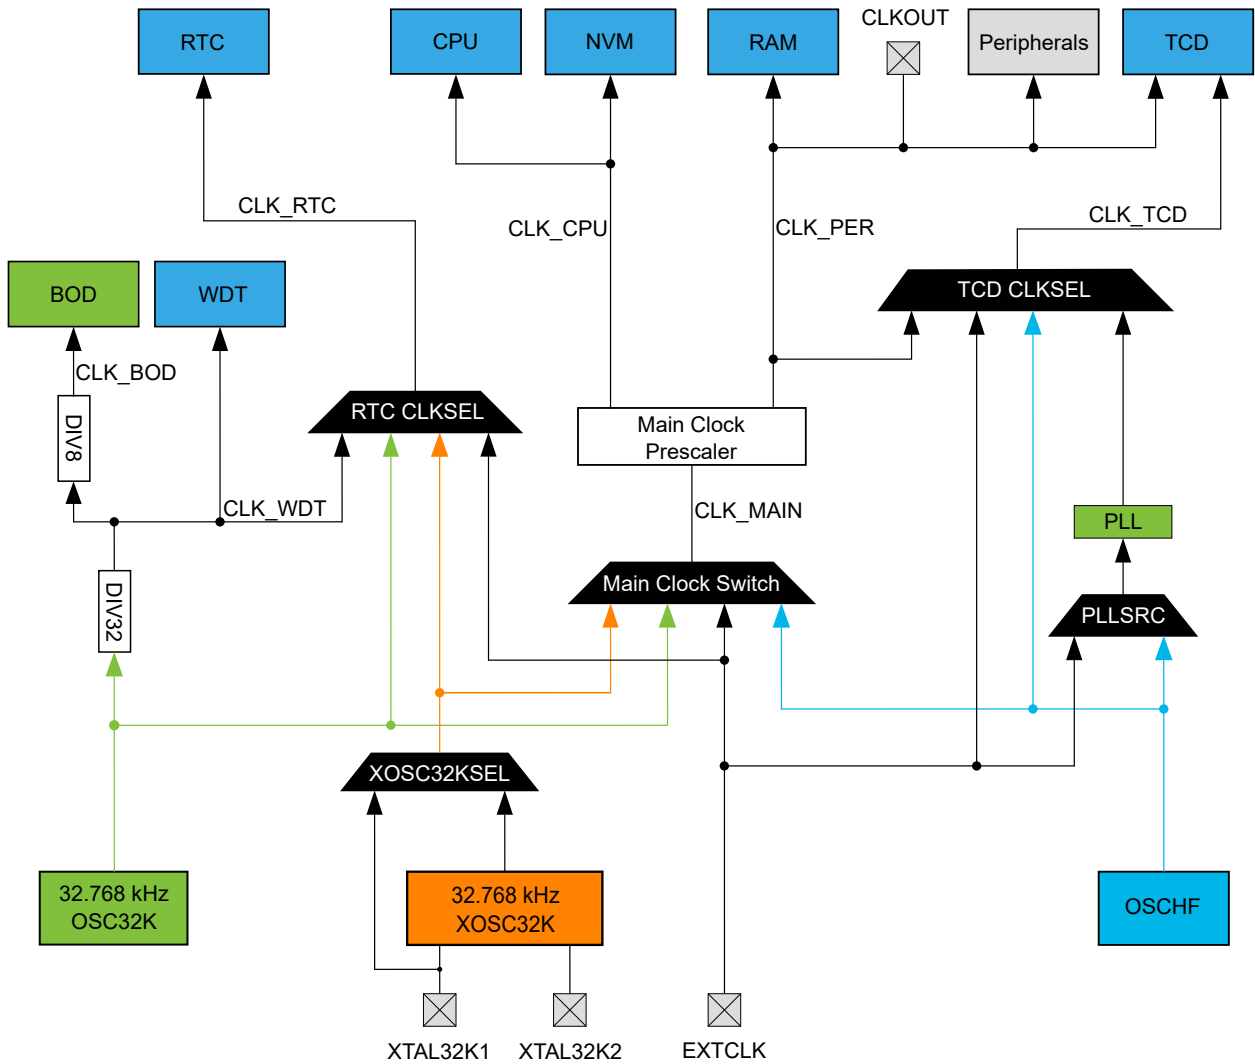 CLKOUT
RTC
CPU
NVM
RAM
Peripherals
TCD
CLK_RTC
CLK_CPU
CLK_PER
CLK_TCD
BOD
WDT
TCD CLKSEL
CLK_BOD
DIV8
RTC CLKSEL
Main Clock
Prescaler
CLK_WDT
CLK_MAIN
PLL
DIV32
Main Clock Switch
PLLSRC
XOSC32KSEL
32.768 kHz
OSC32K
32.768 kHz
XOSC32K
OSCHF
XTAL32K1
XTAL32K2
EXTCLK